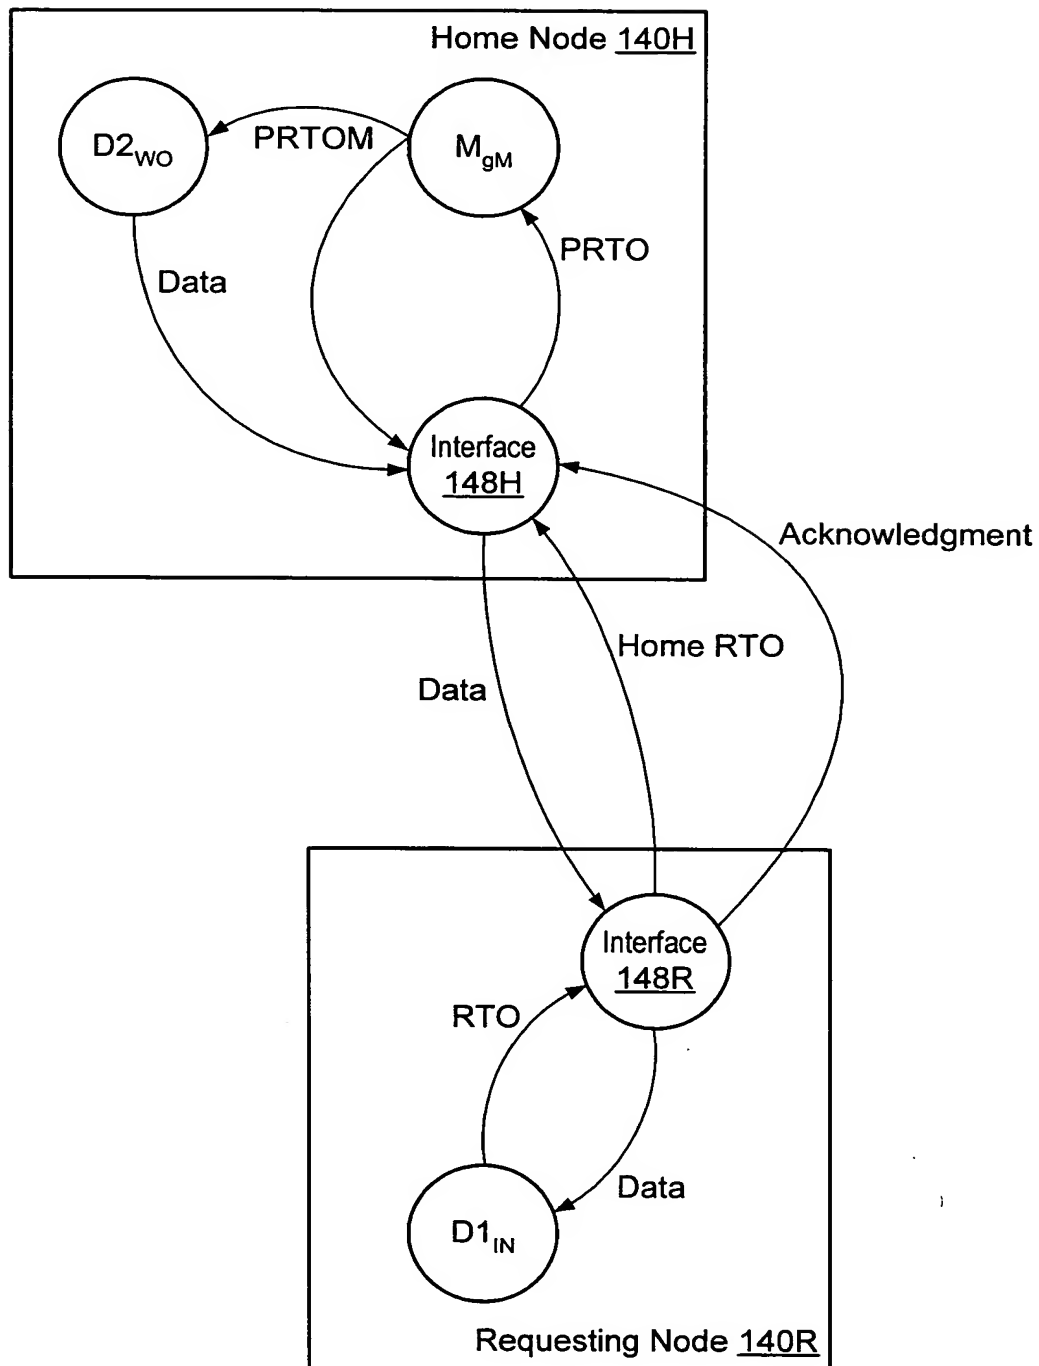 Home Node 140H
D2WO
PRTOM
MgM
PRTO
Data
Interface
148H
Acknowledgment
Home RTO
Data
Interface
148R
RTO
Data
D1IN
Requesting Node 140R